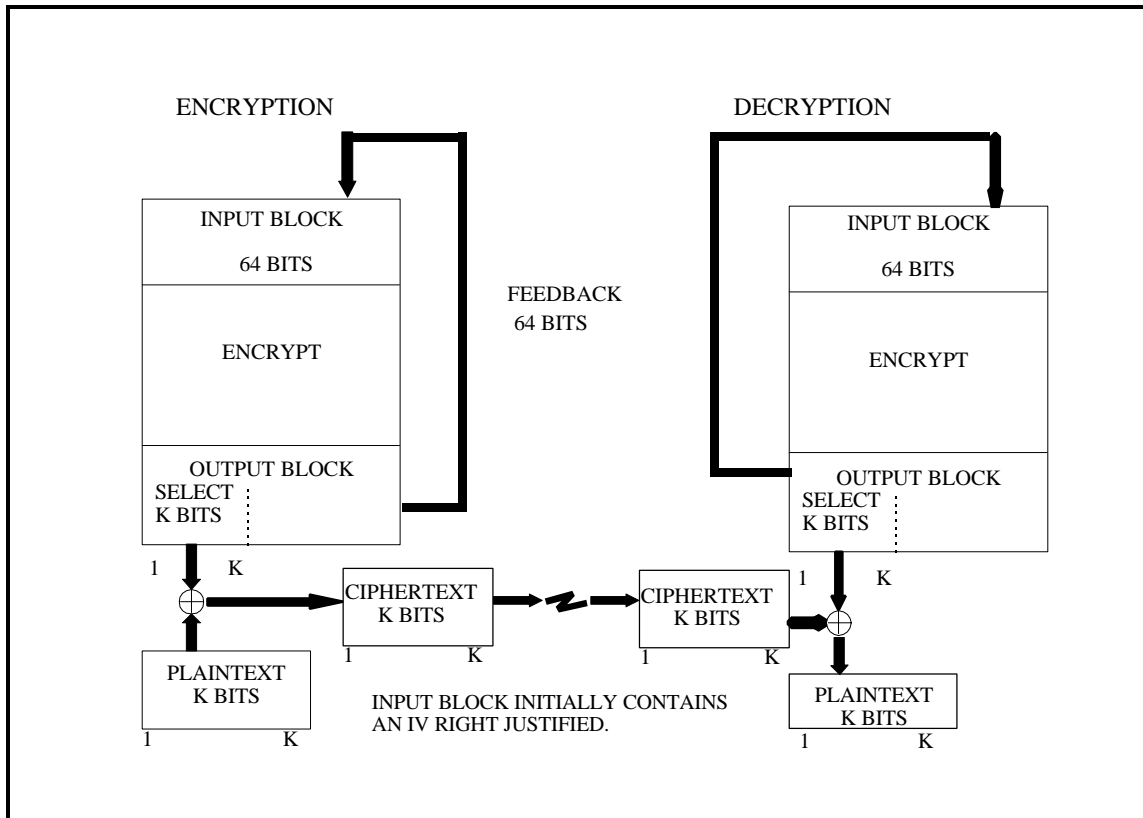 ENCRYPTION
INPUT BLOCK
64 BITS
ENCRYPT
OUTPUT BLOCK
SELECT
K BITS
1 K
PLAINTEXT
K BITS
1 K
CIPHERTEXT
K BITS
1 K
FEEDBACK
64 BITS
INPUT BLOCK INITIALLY CONTAINS
AN IV RIGHT JUSTIFIED.
DECRYPTION
INPUT BLOCK
64 BITS
ENCRYPT
OUTPUT BLOCK
SELECT
K BITS
1 K
CIPHERTEXT
K BITS
1 K
PLAINTEXT
K BITS
1 K